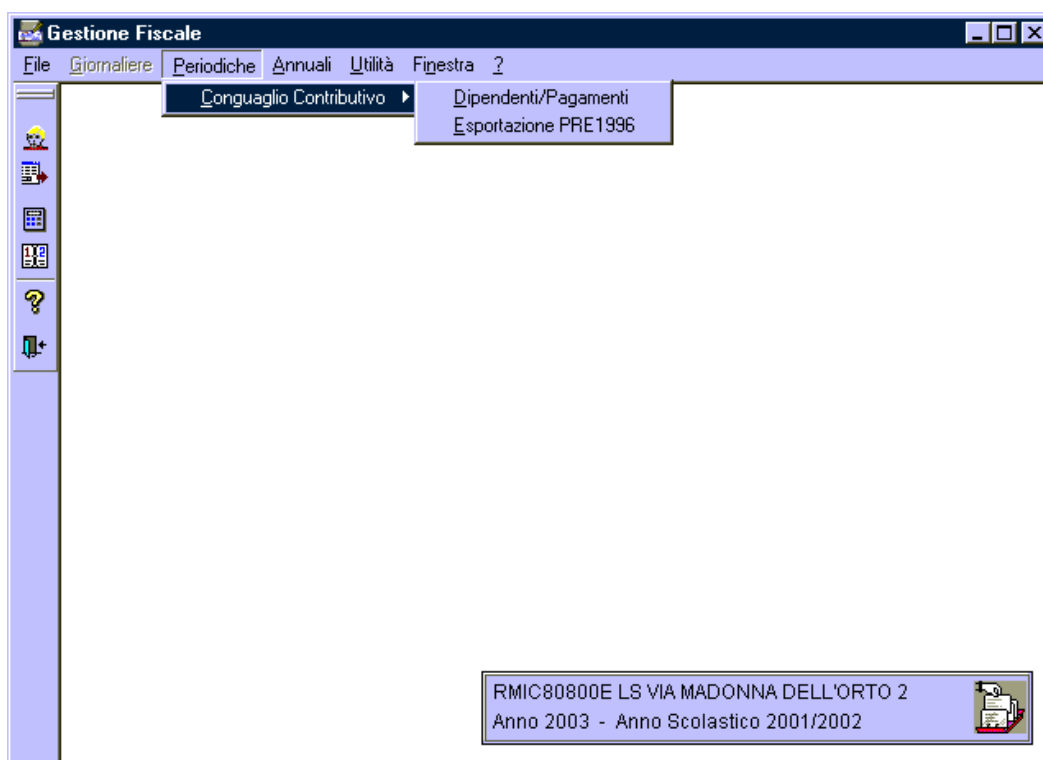 Gestione Fiscale
File Giornaliere Periodiche Annuali Utilità Finestra ?
Conguaglio Contributivo
Dipendenti/Pagamenti
Esportazione PRE1996
RMIC80800E LS VIA MADONNA DELL'ORTO 2
Anno 2003 - Anno Scolastico 2001/2002